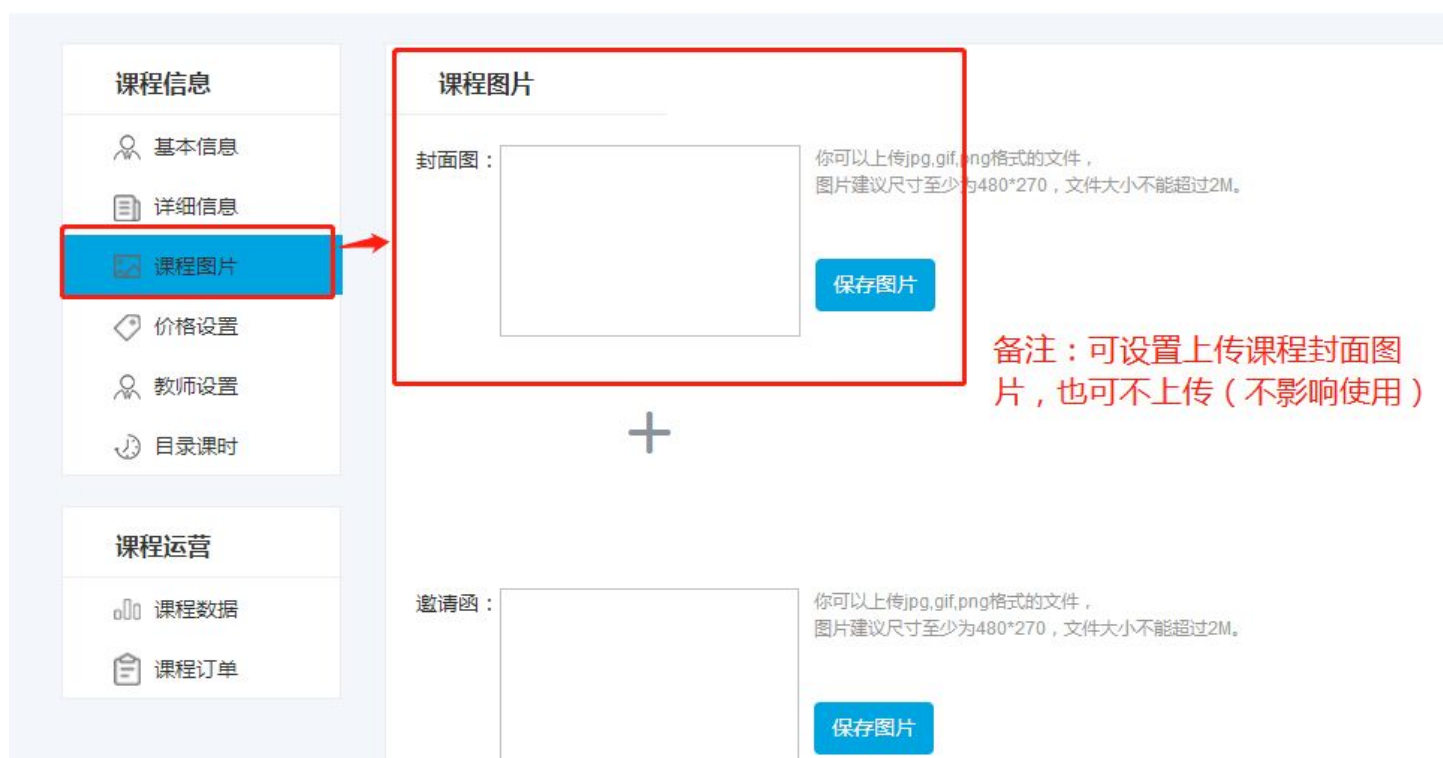 课程信息
基本信息
详细信息
课程图片
价格设置
教师设置
目录课时
课程运营
课程数据
课程订单
课程图片
封面图：
你可以上传jpg,gif,png格式的文件，
图片建议尺寸至少为480*270，文件大小不能超过2M。
保存图片
备注：可设置上传课程封面图
片，也可不上传（不影响使用）
邀请函：
你可以上传jpg,gif,png格式的文件，
图片建议尺寸至少为480*270，文件大小不能超过2M。
保存图片